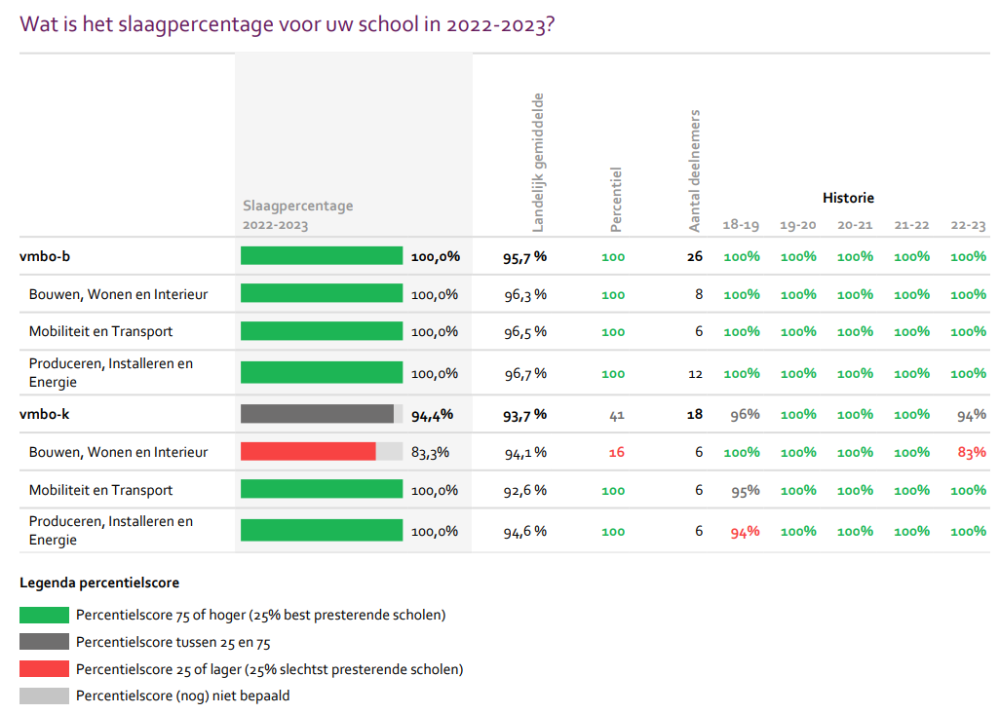 Wat is het slaagpercentage voor uw school in 2022-2023?
Slaagpercentage
2022-2023
Landelijk gemiddelde
Percentiel
Aantal deelnemers
Historie
18-19 19-20 20-21 21-22 22-23
vmbo-b 100,0% 95,7 % 100 26 100% 100% 100% 100% 100%
Bouwen, Wonen en Interieur 100,0% 96,3 % 100 8 100% 100% 100% 100% 100%
Mobiliteit en Transport 100,0% 96,5 % 100 6 100% 100% 100% 100% 100%
Produceren, Installeren en
Energie
100,0% 96,7 % 100 12 100% 100% 100% 100% 100%
vmbo-k 94,4% 93,7 % 41 18 96% 100% 100% 100% 94%
Bouwen, Wonen en Interieur 83,3% 94,1 % 16 6 100% 100% 100% 100% 83%
Mobiliteit en Transport 100,0% 92,6 % 100 6 95% 100% 100% 100% 100%
Produceren, Installeren en
Energie
100,0% 94,6 % 100 6 94% 100% 100% 100% 100%
Legenda percentielscore
Percentielscore 75 of hoger (25% best presterende scholen)
Percentielscore tussen 25 en 75
Percentielscore 25 of lager (25% slechtst presterende scholen)
Percentielscore (nog) niet bepaald